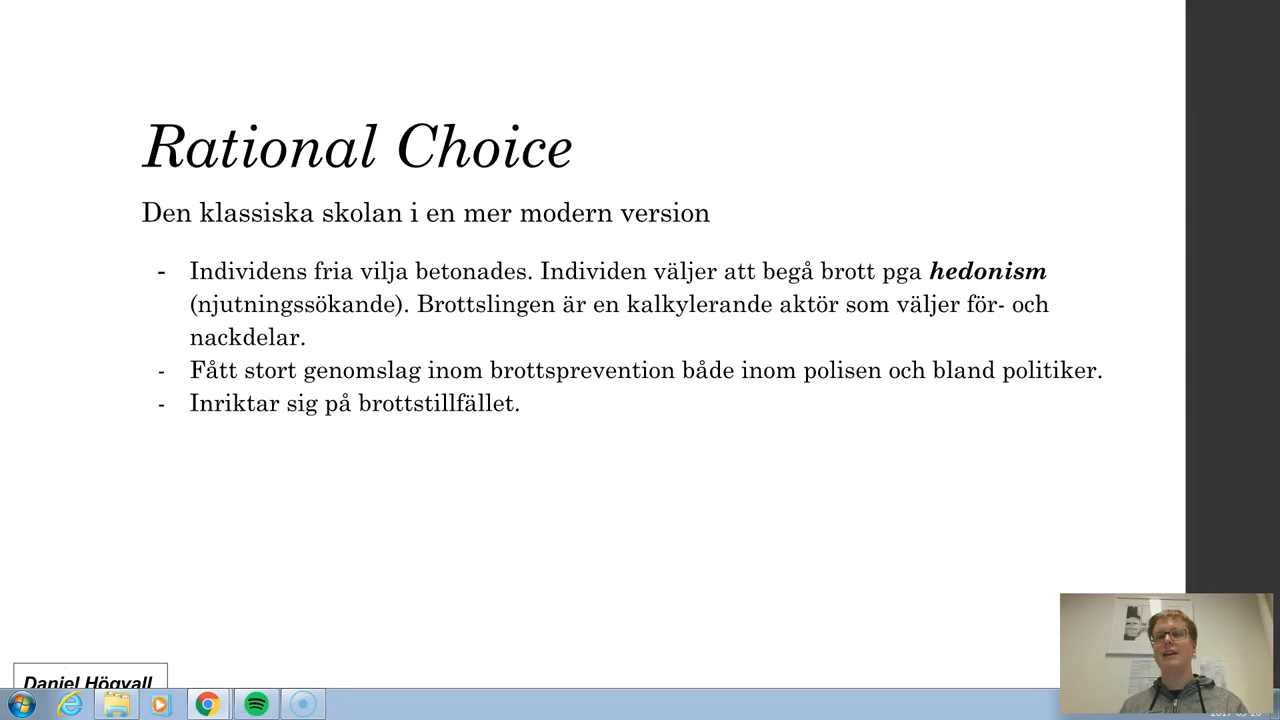 Rational Choice
Den klassiska skolan i en mer modern version
- Individens fria vilja betonades. Individen väljer att begå brott pga hedonism
(njutningssökande). Brottslingen är en kalkylerande aktör som väljer för- och
nackdelar.
- Fått stort genomslag inom brottsprevention både inom polisen och bland politiker.
- Inriktar sig på brottstillfället.
Daniel Högvall